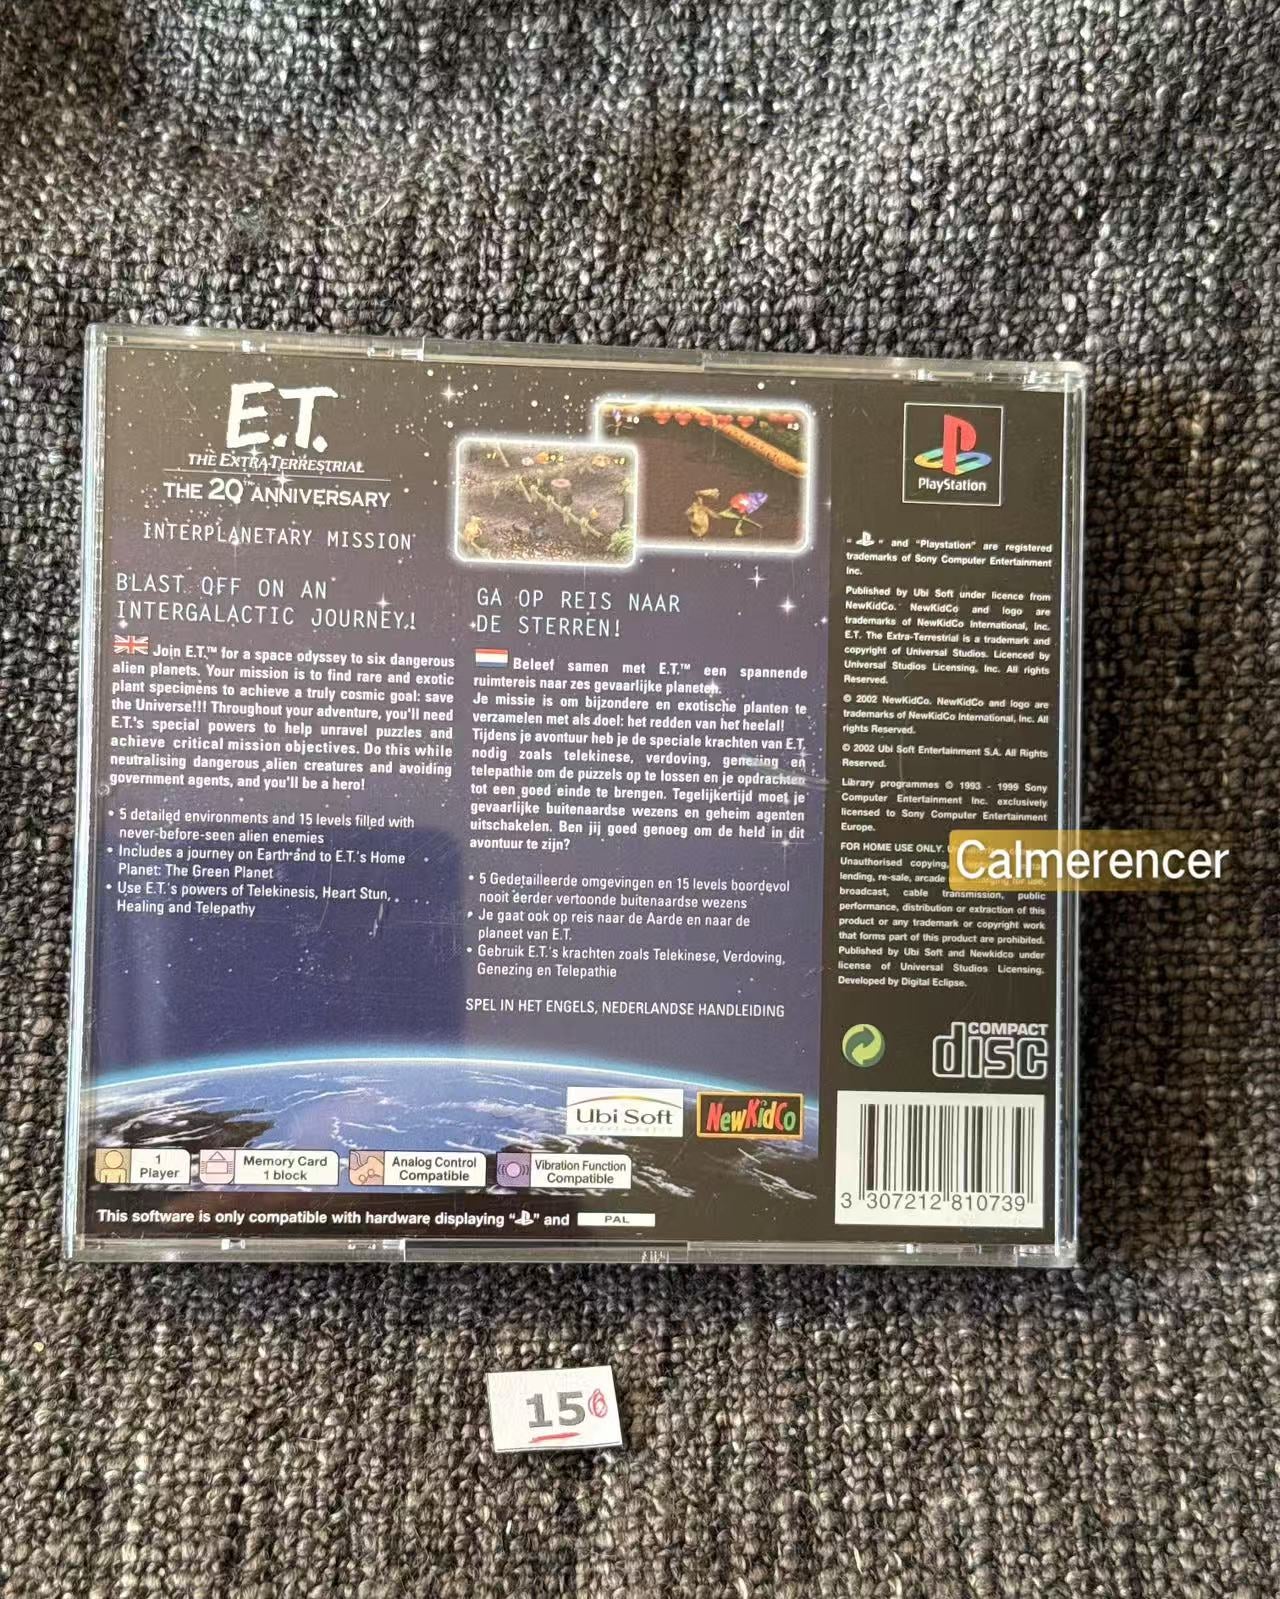 E.T.
THE EXTRA-TERRESTRIAL
THE 20TH ANNIVERSARY
INTERPLANETARY MISSION
BLAST OFF ON AN
INTERGALACTIC JOURNEY!
Join E.T.™ for a space odyssey to six dangerous
alien planets. Your mission is to find rare and exotic
plant specimens to achieve a truly cosmic goal: save
the Universe!!! Throughout your adventure, you'll need
E.T.'s special powers to help unravel puzzles and
achieve critical mission objectives. Do this while
neutralising dangerous alien creatures and avoiding
government agents, and you'll be a hero!
• 5 detailed environments and 15 levels filled with
never-before-seen alien enemies
• Includes a journey on Earth and to E.T.'s Home
Planet: The Green Planet
• Use E.T.'s powers of Telekinesis, Heart Stun,
Healing and Telepathy
GA OP REIS NAAR
DE STERREN!
Beleef samen met E.T.™ een spannende
ruimtereis naar zes gevaarlijke planeten.
Je missie is om bijzondere en exotische planten te
verzamelen met als doel: het redden van het heelal!
Tijdens je avontuur heb je de speciale krachten van E.T.
nodig zoals telekinese, verdoving, genezing en
telepathie om de puzzels op te lossen en je opdrachten
tot een goed einde te brengen. Tegelijkertijd moet je
gevaarlijke buitenaardse wezens en geheim agenten
uitschakelen. Ben jij goed genoeg om de held in dit
avontuur te zijn?
• 5 Gedetailleerde omgevingen en 15 levels boordevol
nooit eerder vertoonde buitenaardse wezens
• Je gaat ook op reis naar de Aarde en naar de
planeet van E.T.
• Gebruik E.T.'s krachten zoals Telekinese, Verdoving,
Genezing en Telepathie
SPEL IN HET ENGELS, NEDERLANDSE HANDLEIDING
PlayStation
" " and "Playstation" are registered
trademarks of Sony Computer Entertainment
Inc.
Published by Ubi Soft under licence from
NewKidCo. NewKidCo and logo are
trademarks of NewKidCo International, Inc.
E.T. The Extra-Terrestrial is a trademark and
copyright of Universal Studios. Licenced by
Universal Studios Licensing, Inc. All rights
Reserved.
© 2002 NewKidCo. NewKidCo and logo are
trademarks of NewKidCo International, Inc. All
rights Reserved.
© 2002 Ubi Soft Entertainment S.A. All Rights
Reserved.
Library programmes © 1993 - 1999 Sony
Computer Entertainment Inc. exclusively
licensed to Sony Computer Entertainment
Europe.
FOR HOME USE ONLY.
Unauthorised copying,
lending, re-sale, arcade
broadcast, cable transmission, public
performance, distribution or extraction of this
product or any trademark or copyright work
that forms part of this product are prohibited.
Published by Ubi Soft and Newkidco under
license of Universal Studios Licensing.
Developed by Digital Eclipse.
Calmerencer
COMPACT
disc
Ubi Soft
NewKidCo
3 307212 810739
1
Player
Memory Card
1 block
Analog Control
Compatible
Vibration Function
Compatible
This software is only compatible with hardware displaying " " and PAL
15